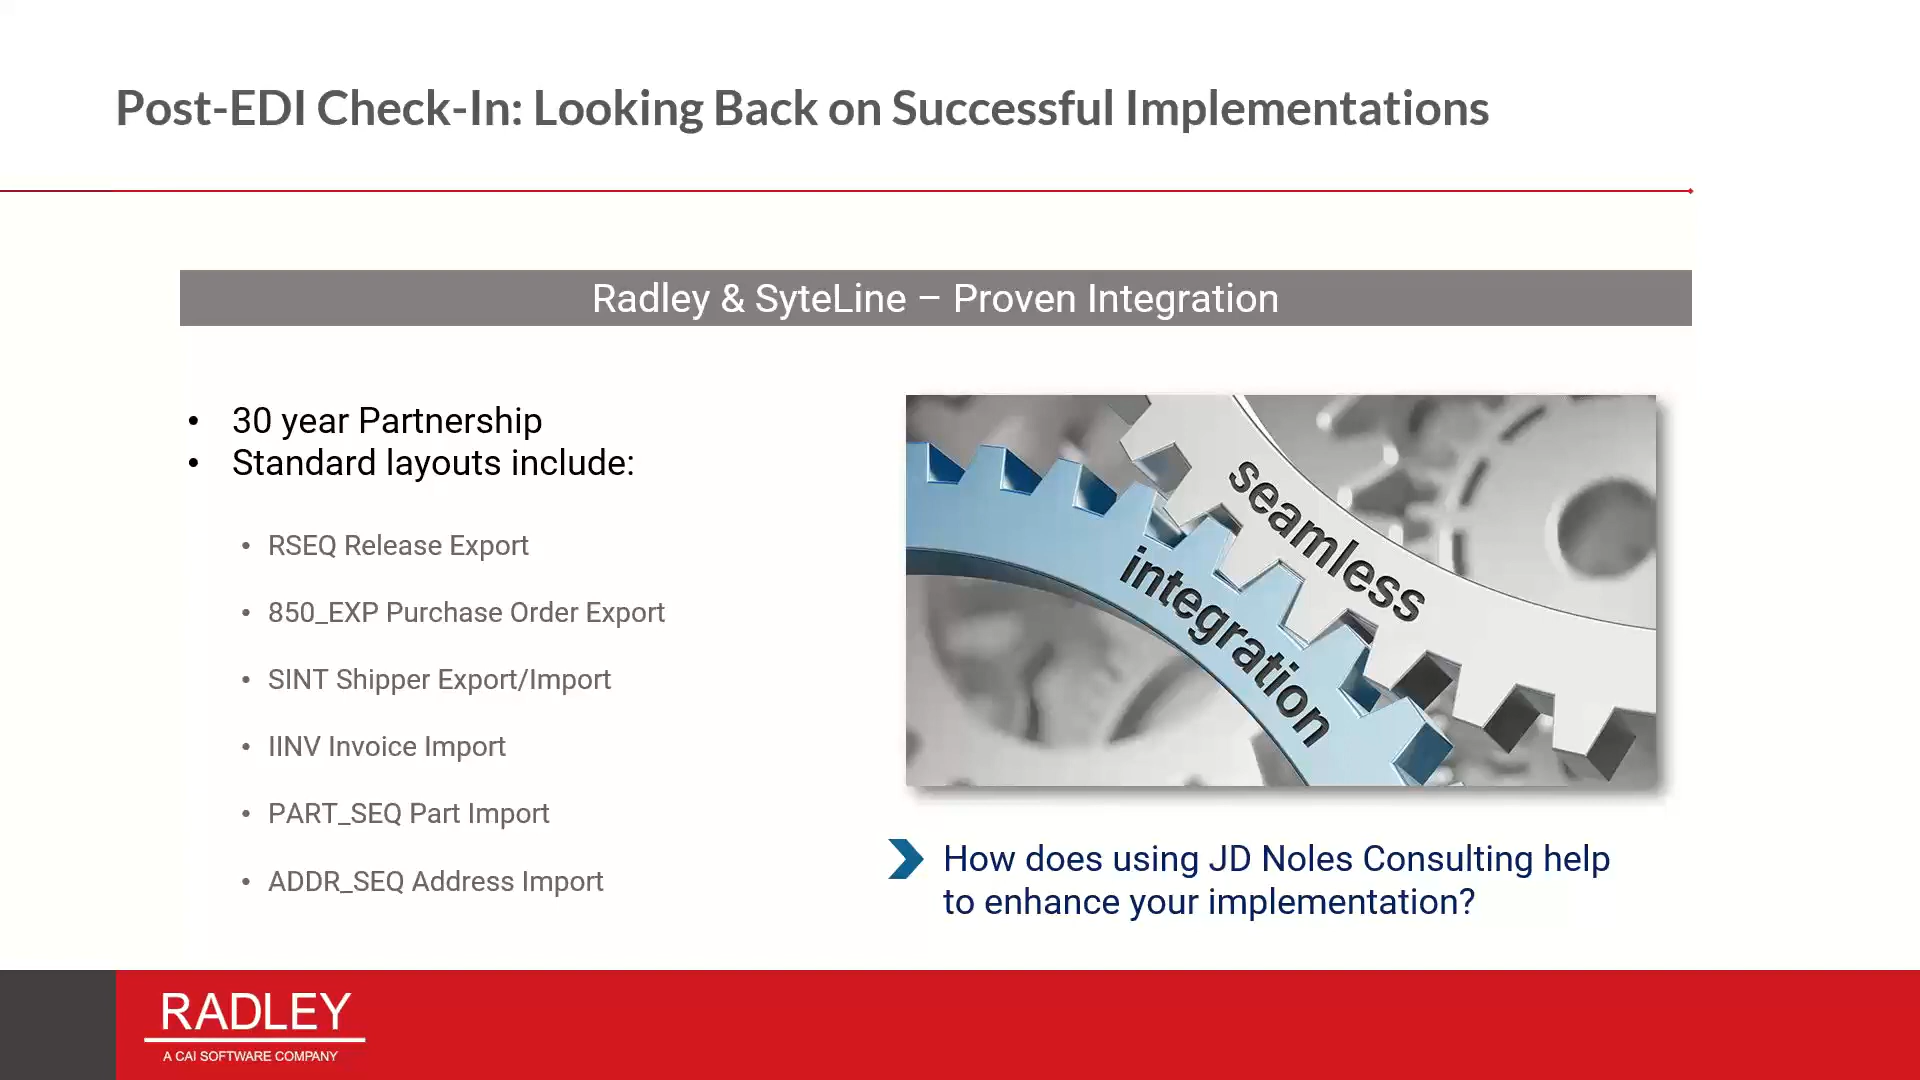 Post-EDI Check-In: Looking Back on Successful Implementations
Radley & SyteLine – Proven Integration
• 30 year Partnership
• Standard layouts include:
• RSEQ Release Export
• 850_EXP Purchase Order Export
• SINT Shipper Export/Import
• IINV Invoice Import
• PART_SEQ Part Import
• ADDR_SEQ Address Import
seamless
integration
How does using JD Noles Consulting help
to enhance your implementation?
RADLEY
A CAI SOFTWARE COMPANY